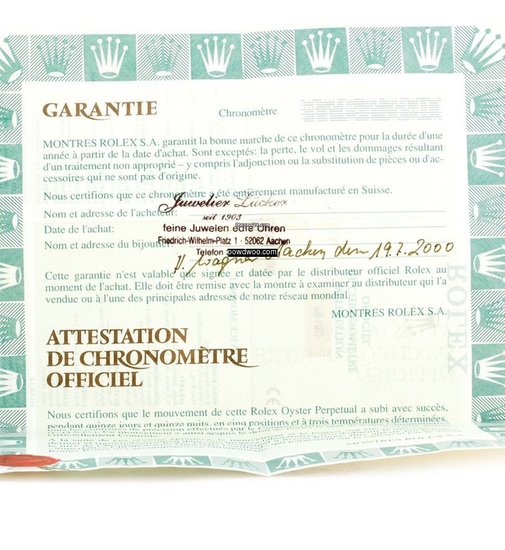 GARANTIE Chronomètre
MONTRES ROLEX S.A. garantit la bonne marche de ce chronomètre pour la durée d'une
année à partir de la date d'achat. Sont exceptés: la perte, le vol et les dommages résultant
d'un traitement non approprié – y compris l'adjonction ou la substitution de pièces ou d'ac-
cessoires qui ne sont pas d'origine.
Nous certifions que ce chronomètre a été entièrement manufacturé en Suisse.
Juwelier Lücker
Nom et adresse de l'acheteur:
seit 1903
Date de l'achat:
feine Juwelen edle Uhren
Friedrich-Wilhelm-Platz 1 · 52062 Aachen
Nom et adresse du bijoutier:
Telefon
oowdwoo.com
Aachen den 19.7.2000
Cette garantie n'est valable que signée et datée par le distributeur officiel Rolex au
moment de l'achat. Elle doit être remise avec la montre à examiner au distributeur qui l'a
vendue ou à l'une des principales adresses de notre réseau mondial.
MONTRES ROLEX S.A.
ROLEX
ATTESTATION
DE CHRONOMÈTRE
OFFICIEL
Nous certifions que le mouvement de cette Rolex Oyster Perpetual a subi avec succès,
pendant quinze jours et quinze nuits, en cinq positions et à trois températures déterminées,